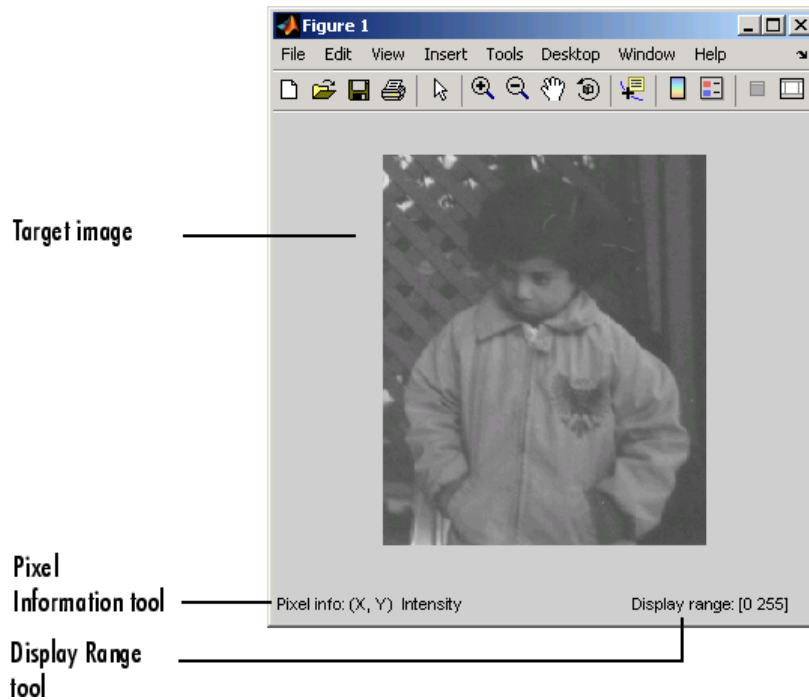 Figure 1
File Edit View Insert Tools Desktop Window Help
Target image
Pixel
Information tool
Pixel info: (X, Y) Intensity
Display range: [0 255]
Display Range
tool